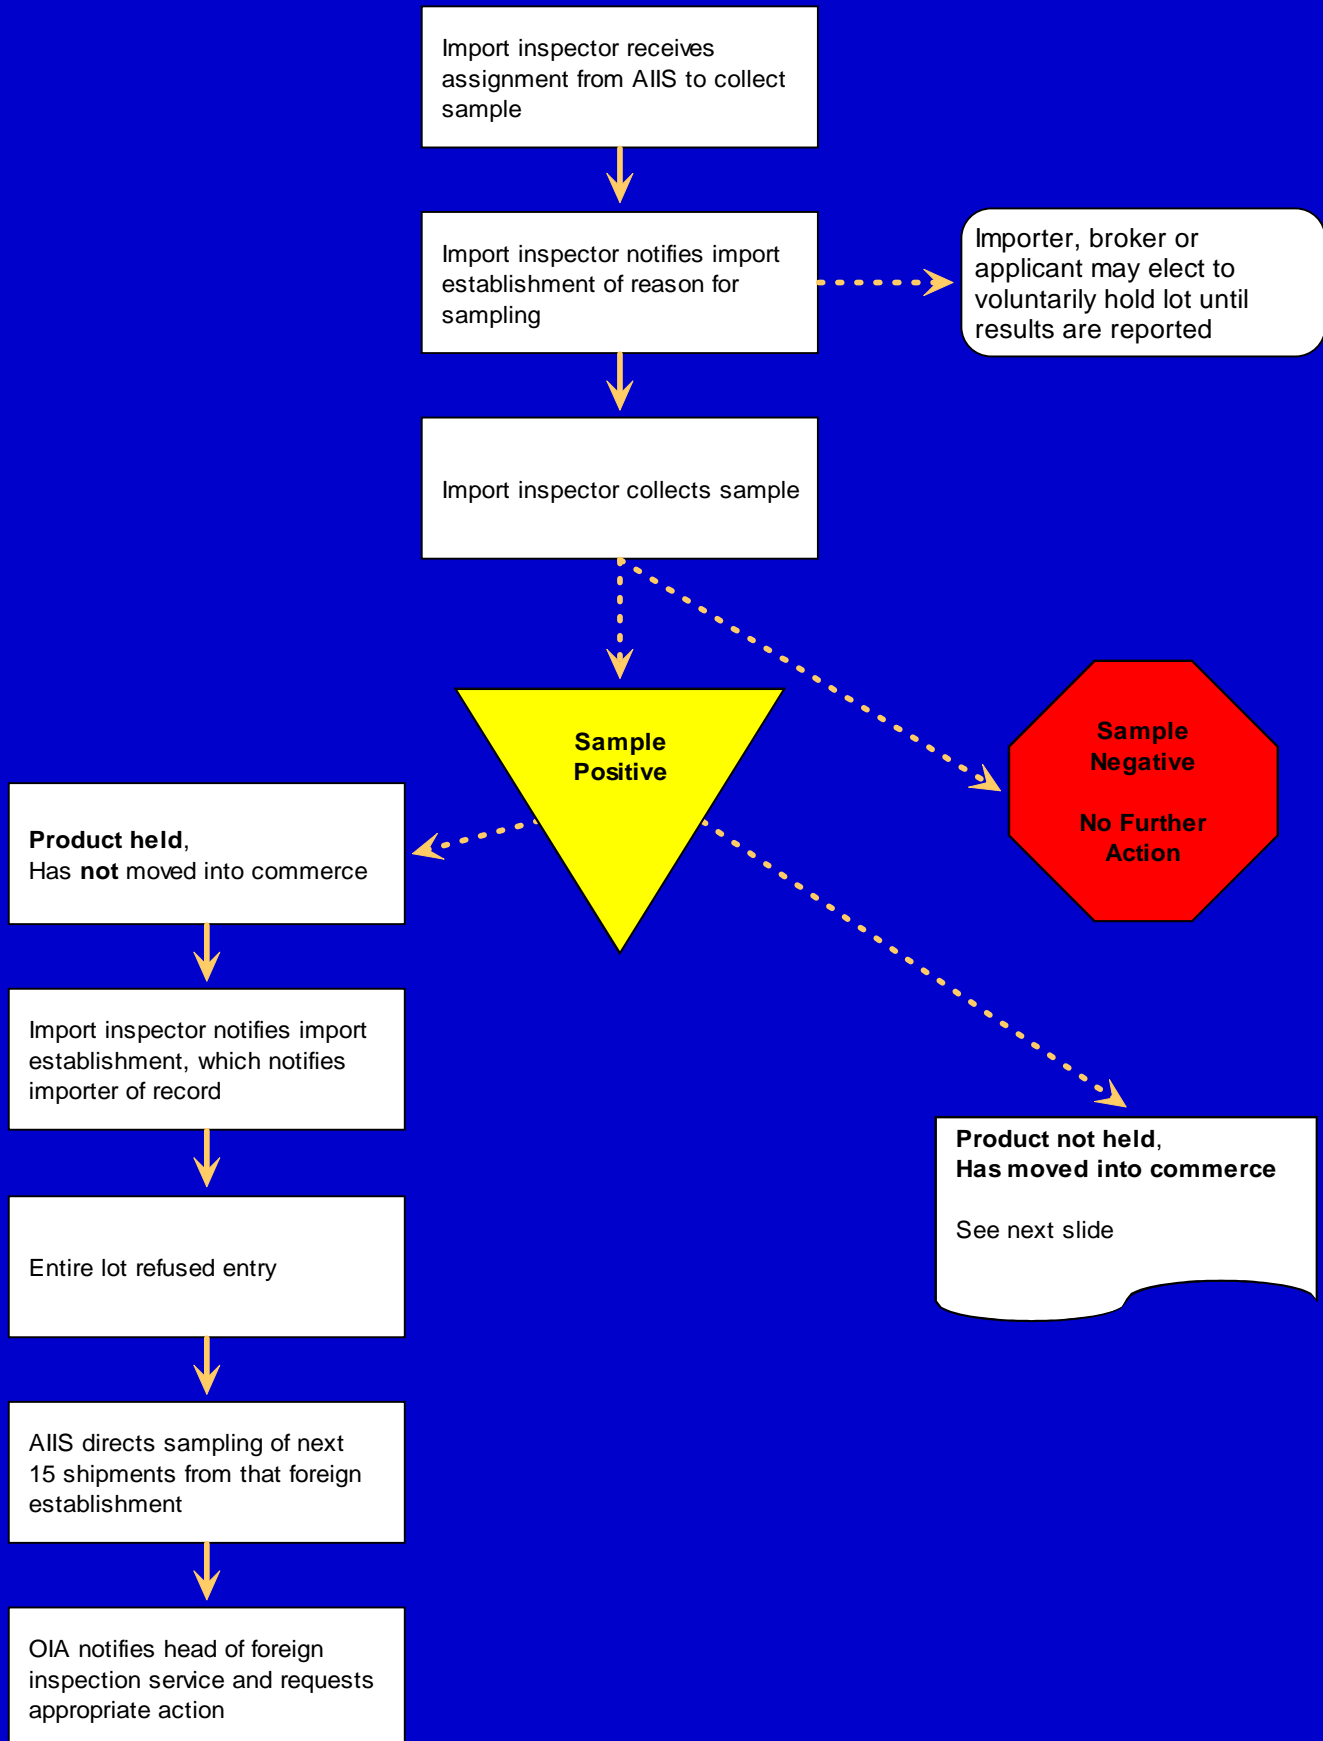 Import inspector receives
assignment from AIIS to collect
sample
Import inspector notifies import
establishment of reason for
sampling
Importer, broker or
applicant may elect to
voluntarily hold lot until
results are reported
Import inspector collects sample
Sample
Positive
Sample
Negative
No Further
Action
Product held,
Has not moved into commerce
Import inspector notifies import
establishment, which notifies
importer of record
Product not held,
Has moved into commerce
See next slide
Entire lot refused entry
AIIS directs sampling of next
15 shipments from that foreign
establishment
OIA notifies head of foreign
inspection service and requests
appropriate action